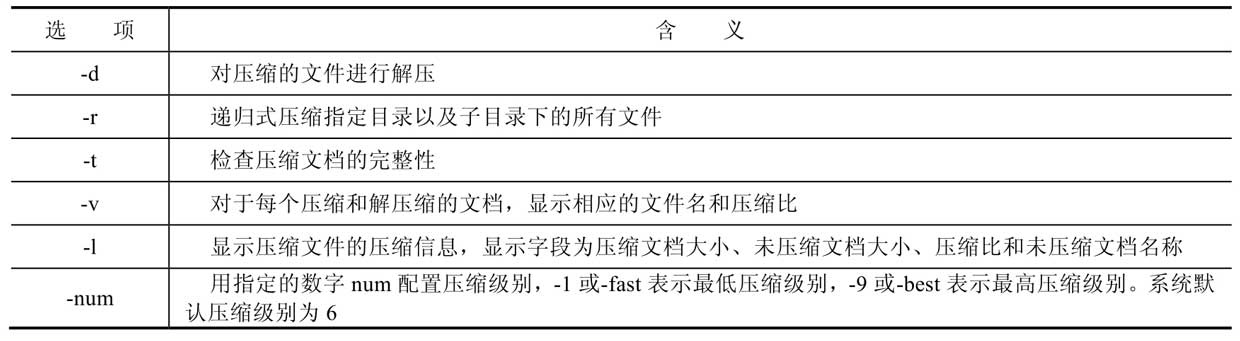 选 项 含 义
-d 对压缩的文件进行解压
-r 递归式压缩指定目录以及子目录下的所有文件
-t 检查压缩文档的完整性
-v 对于每个压缩和解压缩的文档，显示相应的文件名和压缩比
-l 显示压缩文件的压缩信息，显示字段为压缩文档大小、未压缩文档大小、压缩比和未压缩文档名称
-num 用指定的数字 num 配置压缩级别，-1 或-fast 表示最低压缩级别，-9 或-best 表示最高压缩级别。系统默
认压缩级别为 6